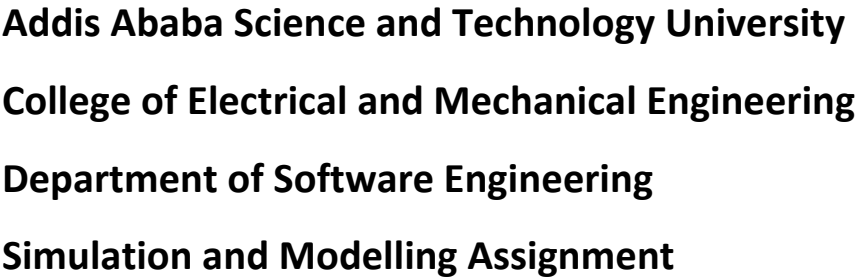 Addis Ababa Science and Technology University
College of Electrical and Mechanical Engineering
Department of Software Engineering
Simulation and Modelling Assignment